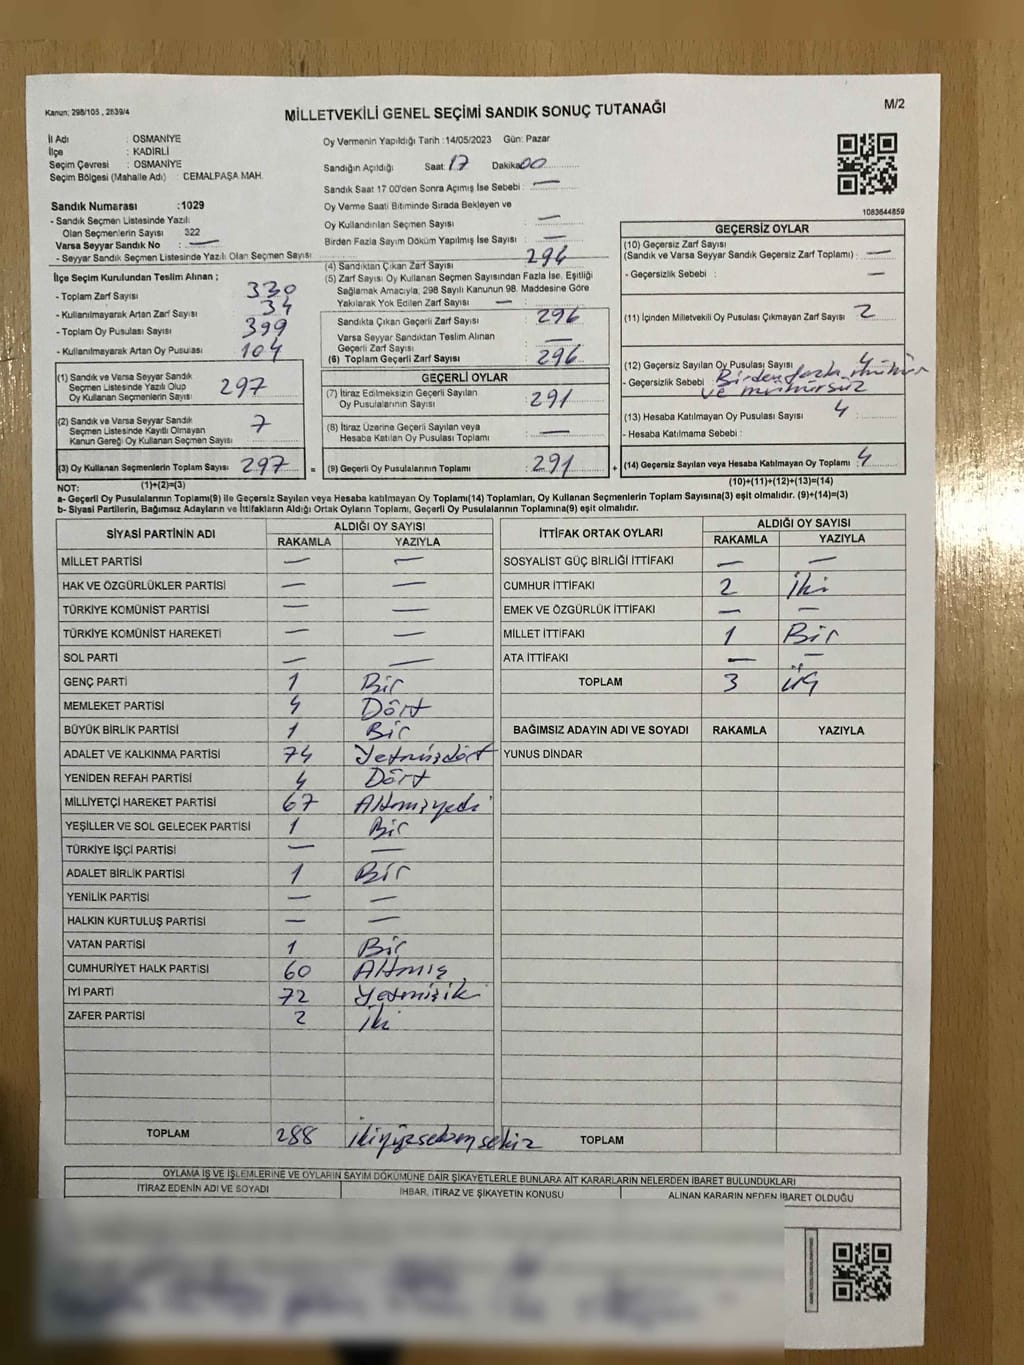 Kanun: 298/105 , 2839/4
MİLLETVEKİLİ GENEL SEÇİMİ SANDIK SONUÇ TUTANAĞI
M/2
İl Adı : OSMANİYE
İlçe : KADİRLİ
Seçim Çevresi : OSMANİYE
Seçim Bölgesi (Mahalle Adı) : CEMALPAŞA MAH.
Sandık Numarası :1029
- Sandık Seçmen Listesinde Yazılı
Olan Seçmenlerin Sayısı 322
Varsa Seyyar Sandık No : —
- Seyyar Sandık Seçmen Listesinde Yazılı Olan Seçmen Sayısı
Oy Vermenin Yapıldığı Tarih :14/05/2023 Gün: Pazar
Sandığın Açıldığı Saat: 17 Dakika: 00
Sandık Saat 17:00'den Sonra Açılmış İse Sebebi : —
Oy Verme Saati Bitiminde Sırada Bekleyen ve
Oy Kullandırılan Seçmen Sayısı —
Birden Fazla Sayım Döküm Yapılmış İse Sayısı : —
1083644859
İlçe Seçim Kurulundan Teslim Alınan ;
- Toplam Zarf Sayısı : 330
- Kullanılmayarak Artan Zarf Sayısı : 34
- Toplam Oy Pusulası Sayısı : 399
- Kullanılmayarak Artan Oy Pusulası : 104
(1) Sandık ve Varsa Seyyar Sandık
Seçmen Listesinde Yazılı Olup
Oy Kullanan Seçmenlerin Sayısı : 297
(2) Sandık ve Varsa Seyyar Sandık
Seçmen Listesinde Kayıtlı Olmayan
Kanun Gereği Oy Kullanan Seçmen Sayısı : 7
(3) Oy Kullanan Seçmenlerin Toplam Sayısı : 297
(1)+(2)=(3)
(4) Sandıktan Çıkan Zarf Sayısı : 296
(5) Zarf Sayısı Oy Kullanan Seçmen Sayısından Fazla İse, Eşitliği
Sağlamak Amacıyla, 298 Sayılı Kanunun 98. Maddesine Göre
Yakılarak Yok Edilen Zarf Sayısı : —
Sandıkta Çıkan Geçerli Zarf Sayısı : 296
Varsa Seyyar Sandıktan Teslim Alınan
Geçerli Zarf Sayısı : —
(6) Toplam Geçerli Zarf Sayısı : 296
GEÇERLİ OYLAR
(7) İtiraz Edilmeksizin Geçerli Sayılan
Oy Pusulalarının Sayısı : 291
(8) İtiraz Üzerine Geçerli Sayılan veya
Hesaba Katılan Oy Pusulası Toplamı : —
= (9) Geçerli Oy Pusulalarının Toplamı : 291
GEÇERSİZ OYLAR
(10) Geçersiz Zarf Sayısı
(Sandık ve Varsa Seyyar Sandık Geçersiz Zarf Toplamı) : —
- Geçersizlik Sebebi : —
(11) İçinden Milletvekili Oy Pusulası Çıkmayan Zarf Sayısı : 2
(12) Geçersiz Sayılan Oy Pusulası Sayısı : 4
- Geçersizlik Sebebi : Birden fazla mühür
ve mühürsüz
(13) Hesaba Katılmayan Oy Pusulası Sayısı : 4
- Hesaba Katılmama Sebebi :
+ (14) Geçersiz Sayılan veya Hesaba Katılmayan Oy Toplamı : 4
(10)+(11)+(12)+(13)=(14)
NOT:
a- Geçerli Oy Pusulalarının Toplamı(9) ile Geçersiz Sayılan veya Hesaba katılmayan Oy Toplamı(14) Toplamları, Oy Kullanan Seçmenlerin Toplam Sayısına(3) eşit olmalıdır. (9)+(14)=(3)
b- Siyasi Partilerin, Bağımsız Adayların ve İttifakların Aldığı Ortak Oyların Toplamı, Geçerli Oy Pusulalarının Toplamına(9) eşit olmalıdır.
SİYASİ PARTİNİN ADI ALDIĞI OY SAYISI
RAKAMLA YAZIYLA
MİLLET PARTİSİ — —
HAK VE ÖZGÜRLÜKLER PARTİSİ — —
TÜRKİYE KOMÜNİST PARTİSİ — —
TÜRKİYE KOMÜNİST HAREKETİ — —
SOL PARTİ — —
GENÇ PARTİ 1 Bir
MEMLEKET PARTİSİ 4 Dört
BÜYÜK BİRLİK PARTİSİ 1 Bir
ADALET VE KALKINMA PARTİSİ 74 Yetmişdört
YENİDEN REFAH PARTİSİ 4 Dört
MİLLİYETÇİ HAREKET PARTİSİ 67 Altmışyedi
YEŞİLLER VE SOL GELECEK PARTİSİ 1 Bir
TÜRKİYE İŞÇİ PARTİSİ — —
ADALET BİRLİK PARTİSİ 1 Bir
YENİLİK PARTİSİ — —
HALKIN KURTULUŞ PARTİSİ — —
VATAN PARTİSİ 1 Bir
CUMHURİYET HALK PARTİSİ 60 Altmış
İYİ PARTİ 72 Yetmişiki
ZAFER PARTİSİ 2 İki
TOPLAM 288 İkiyüzseksensekiz
İTTİFAK ORTAK OYLARI ALDIĞI OY SAYISI
RAKAMLA YAZIYLA
SOSYALİST GÜÇ BİRLİĞİ İTTİFAKI — —
CUMHUR İTTİFAKI 2 İki
EMEK VE ÖZGÜRLÜK İTTİFAKI — —
MİLLET İTTİFAKI 1 Bir
ATA İTTİFAKI — —
TOPLAM 3 üç
BAĞIMSIZ ADAYIN ADI VE SOYADI RAKAMLA YAZIYLA
YUNUS DİNDAR
TOPLAM
OYLAMA İŞ VE İŞLEMLERİNE VE OYLARIN SAYIM DÖKÜMÜNE DAİR ŞİKAYETLERLE BUNLARA AİT KARARLARIN NELERDEN İBARET BULUNDUKLARI
İTİRAZ EDENİN ADI VE SOYADI İHBAR, İTİRAZ VE ŞİKAYETİN KONUSU ALINAN KARARIN NEDEN İBARET OLDUĞU